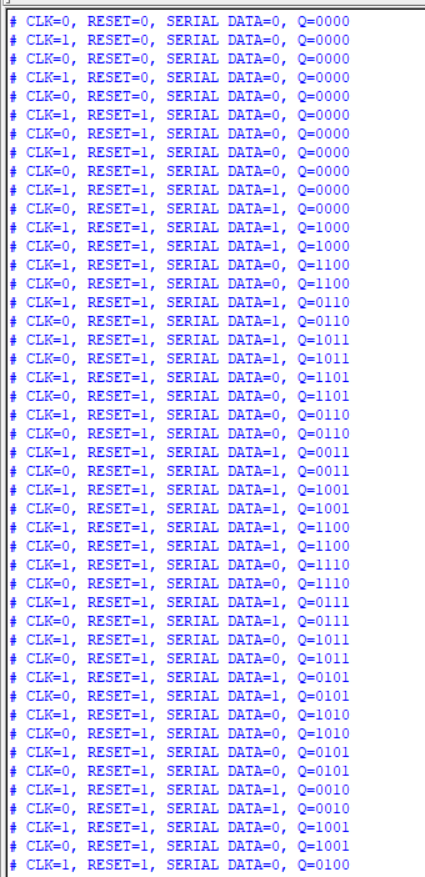 # CLK=0, RESET=0, SERIAL DATA=0, Q=0000
# CLK=1, RESET=0, SERIAL DATA=0, Q=0000
# CLK=0, RESET=0, SERIAL DATA=0, Q=0000
# CLK=1, RESET=0, SERIAL DATA=0, Q=0000
# CLK=0, RESET=0, SERIAL DATA=0, Q=0000
# CLK=1, RESET=1, SERIAL DATA=0, Q=0000
# CLK=0, RESET=1, SERIAL DATA=0, Q=0000
# CLK=1, RESET=1, SERIAL DATA=0, Q=0000
# CLK=0, RESET=1, SERIAL DATA=0, Q=0000
# CLK=1, RESET=1, SERIAL DATA=1, Q=0000
# CLK=0, RESET=1, SERIAL DATA=1, Q=0000
# CLK=1, RESET=1, SERIAL DATA=1, Q=1000
# CLK=0, RESET=1, SERIAL DATA=1, Q=1000
# CLK=1, RESET=1, SERIAL DATA=0, Q=1100
# CLK=0, RESET=1, SERIAL DATA=0, Q=1100
# CLK=1, RESET=1, SERIAL DATA=1, Q=0110
# CLK=0, RESET=1, SERIAL DATA=1, Q=0110
# CLK=1, RESET=1, SERIAL DATA=1, Q=1011
# CLK=0, RESET=1, SERIAL DATA=1, Q=1011
# CLK=1, RESET=1, SERIAL DATA=0, Q=1101
# CLK=0, RESET=1, SERIAL DATA=0, Q=1101
# CLK=1, RESET=1, SERIAL DATA=0, Q=0110
# CLK=0, RESET=1, SERIAL DATA=0, Q=0110
# CLK=1, RESET=1, SERIAL DATA=1, Q=0011
# CLK=0, RESET=1, SERIAL DATA=1, Q=0011
# CLK=1, RESET=1, SERIAL DATA=1, Q=1001
# CLK=0, RESET=1, SERIAL DATA=1, Q=1001
# CLK=1, RESET=1, SERIAL DATA=1, Q=1100
# CLK=0, RESET=1, SERIAL DATA=1, Q=1100
# CLK=1, RESET=1, SERIAL DATA=0, Q=1110
# CLK=0, RESET=1, SERIAL DATA=0, Q=1110
# CLK=1, RESET=1, SERIAL DATA=1, Q=0111
# CLK=0, RESET=1, SERIAL DATA=1, Q=0111
# CLK=1, RESET=1, SERIAL DATA=0, Q=1011
# CLK=0, RESET=1, SERIAL DATA=0, Q=1011
# CLK=1, RESET=1, SERIAL DATA=1, Q=0101
# CLK=0, RESET=1, SERIAL DATA=1, Q=0101
# CLK=1, RESET=1, SERIAL DATA=0, Q=1010
# CLK=0, RESET=1, SERIAL DATA=0, Q=1010
# CLK=1, RESET=1, SERIAL DATA=0, Q=0101
# CLK=0, RESET=1, SERIAL DATA=0, Q=0101
# CLK=1, RESET=1, SERIAL DATA=1, Q=0010
# CLK=0, RESET=1, SERIAL DATA=1, Q=0010
# CLK=1, RESET=1, SERIAL DATA=0, Q=1001
# CLK=0, RESET=1, SERIAL DATA=0, Q=1001
# CLK=1, RESET=1, SERIAL DATA=0, Q=0100